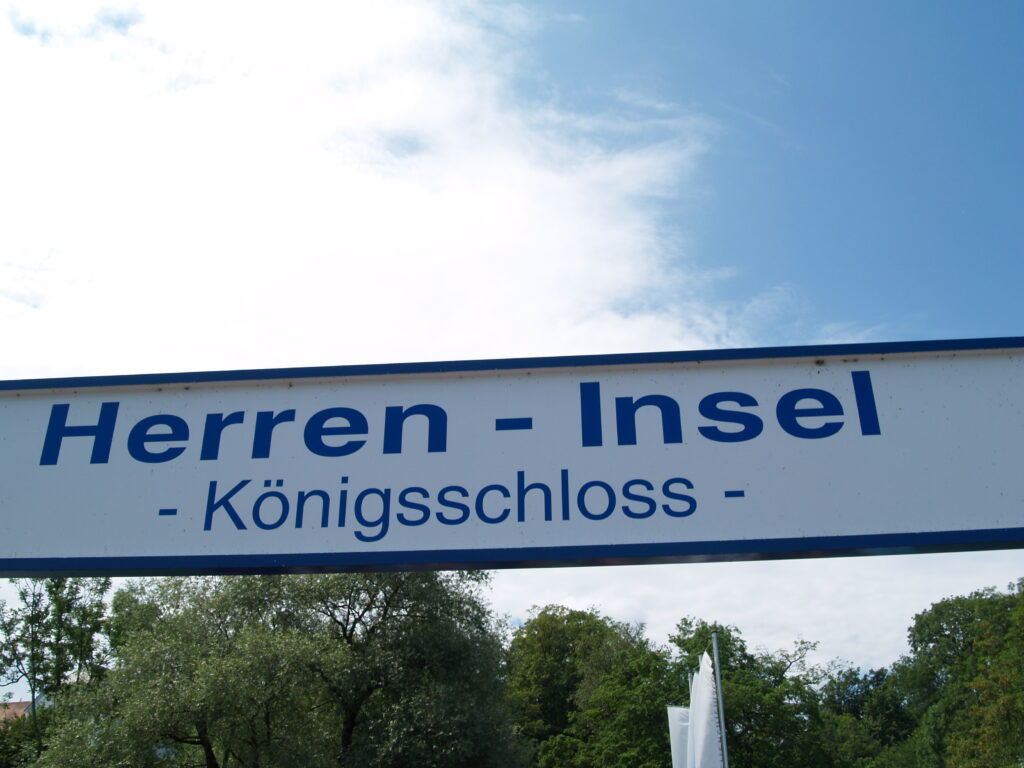 Herren - Insel
- Königsschloss -